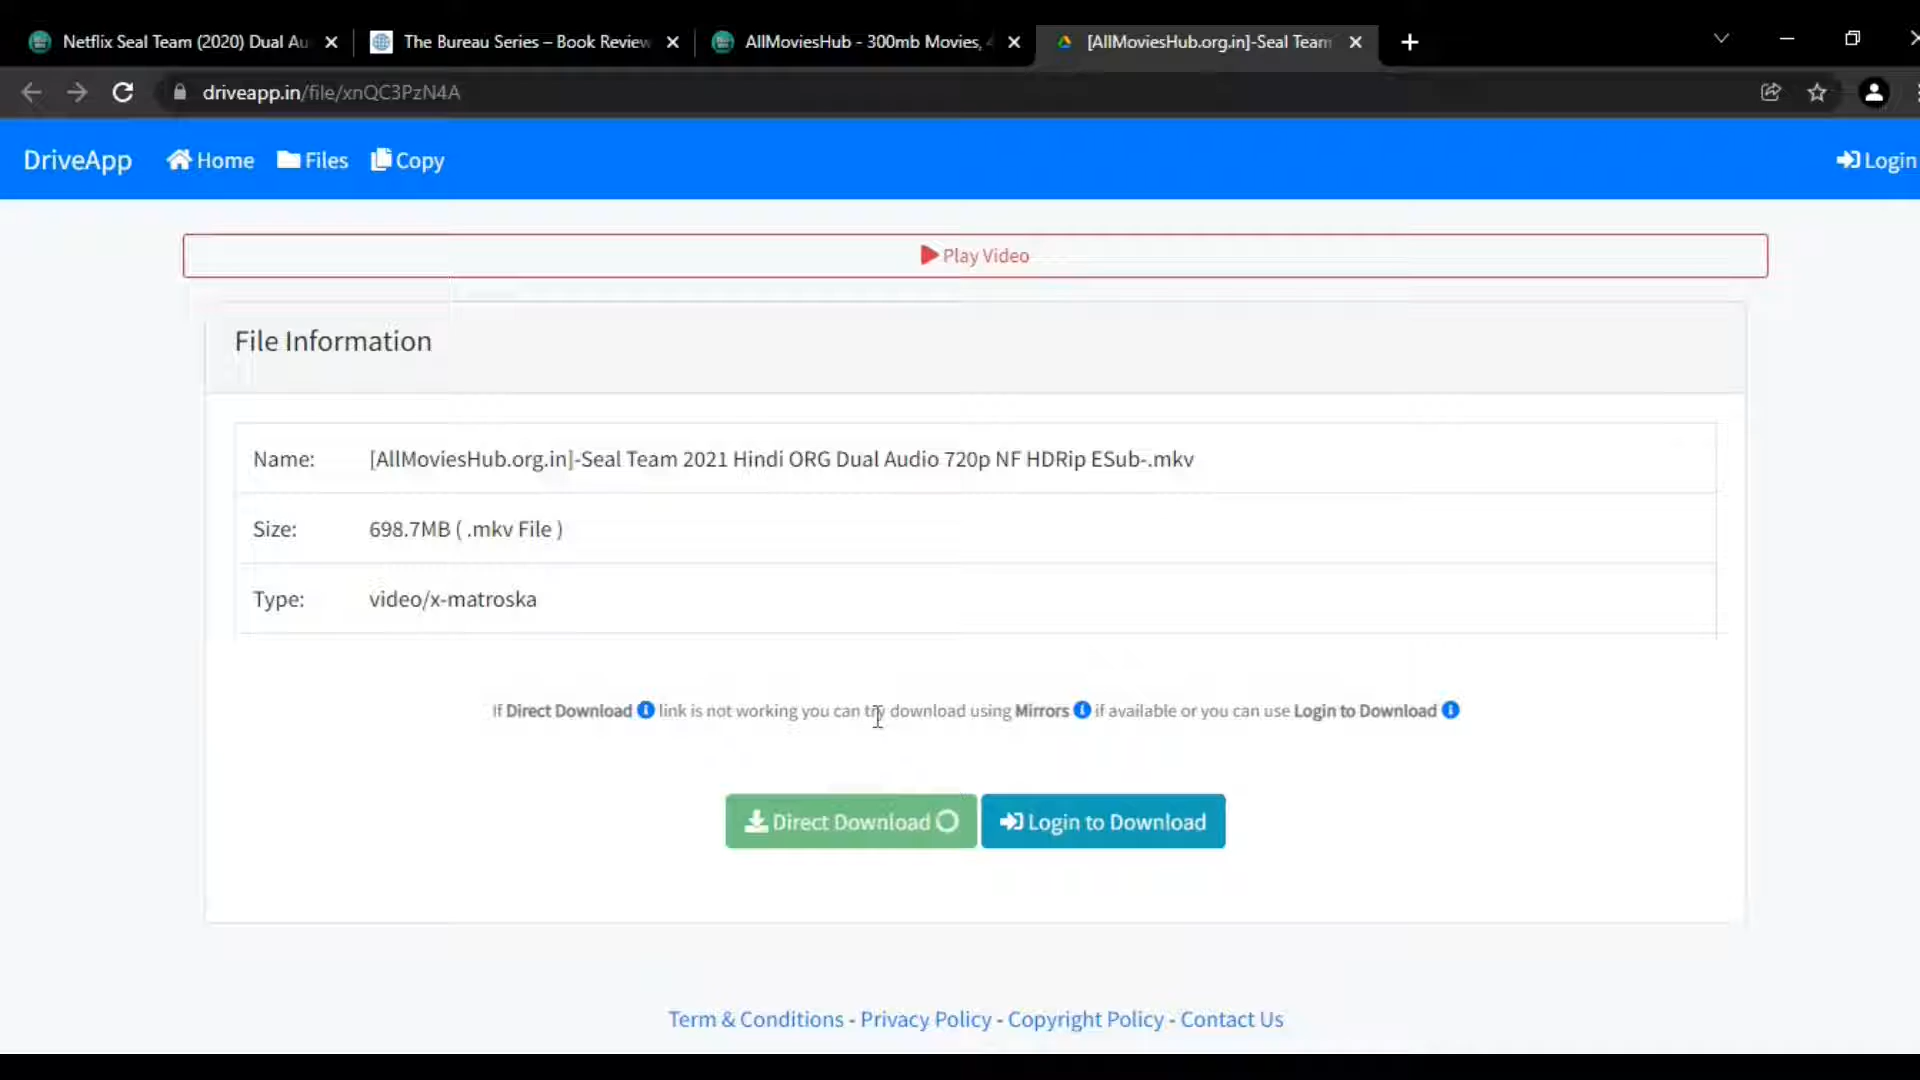 Netflix Seal Team (2020) Dual Au
The Bureau Series – Book Review
AllMoviesHub - 300mb Movies, 4
[AllMoviesHub.org.in]-Seal Team
driveapp.in/file/xnQC3PzN4A
DriveApp Home Files Copy Login
Play Video
File Information
Name: [AllMoviesHub.org.in]-Seal Team 2021 Hindi ORG Dual Audio 720p NF HDRip ESub-.mkv
Size: 698.7MB ( .mkv File )
Type: video/x-matroska
If Direct Download link is not working you can try download using Mirrors if available or you can use Login to Download
Direct Download Login to Download
Term & Conditions - Privacy Policy - Copyright Policy - Contact Us